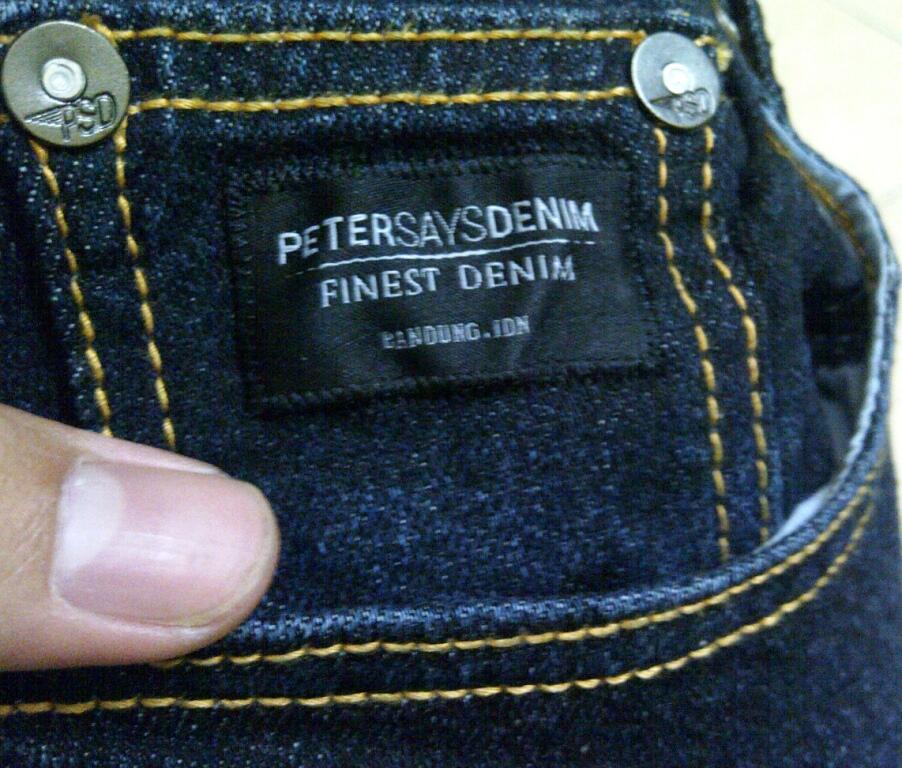 PSD
PSD
PETERSAYSDENIM
FINEST DENIM
BANDUNG.IDN